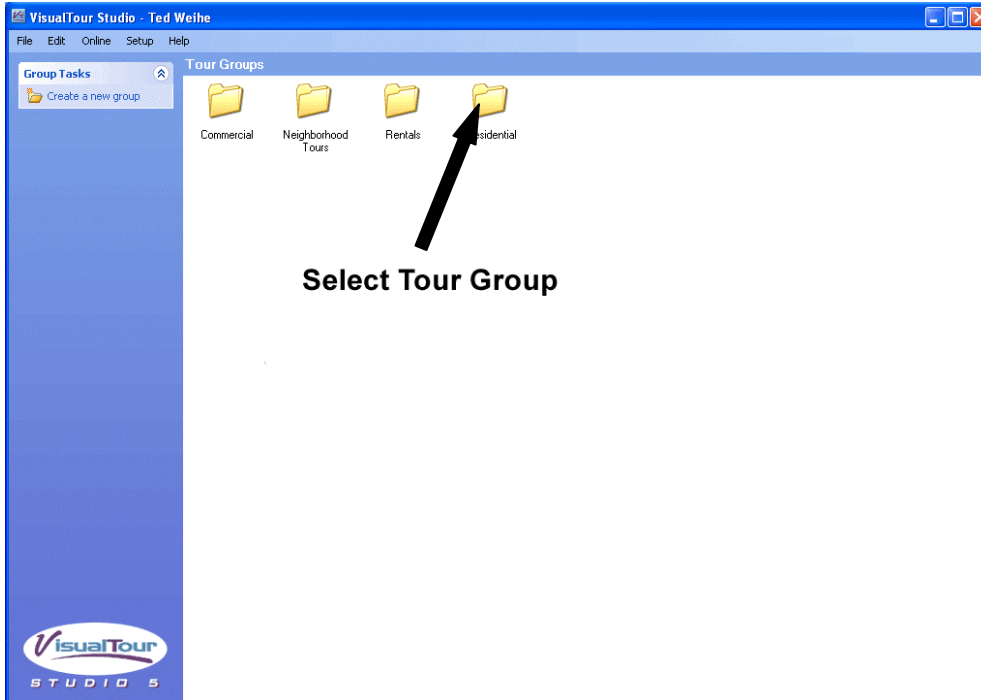 VisualTour Studio - Ted Weihe
File Edit Online Setup Help
Group Tasks
Create a new group
Tour Groups
Commercial
Neighborhood
Tours
Rentals
esidential
Select Tour Group
VisualTour
STUDIO 5